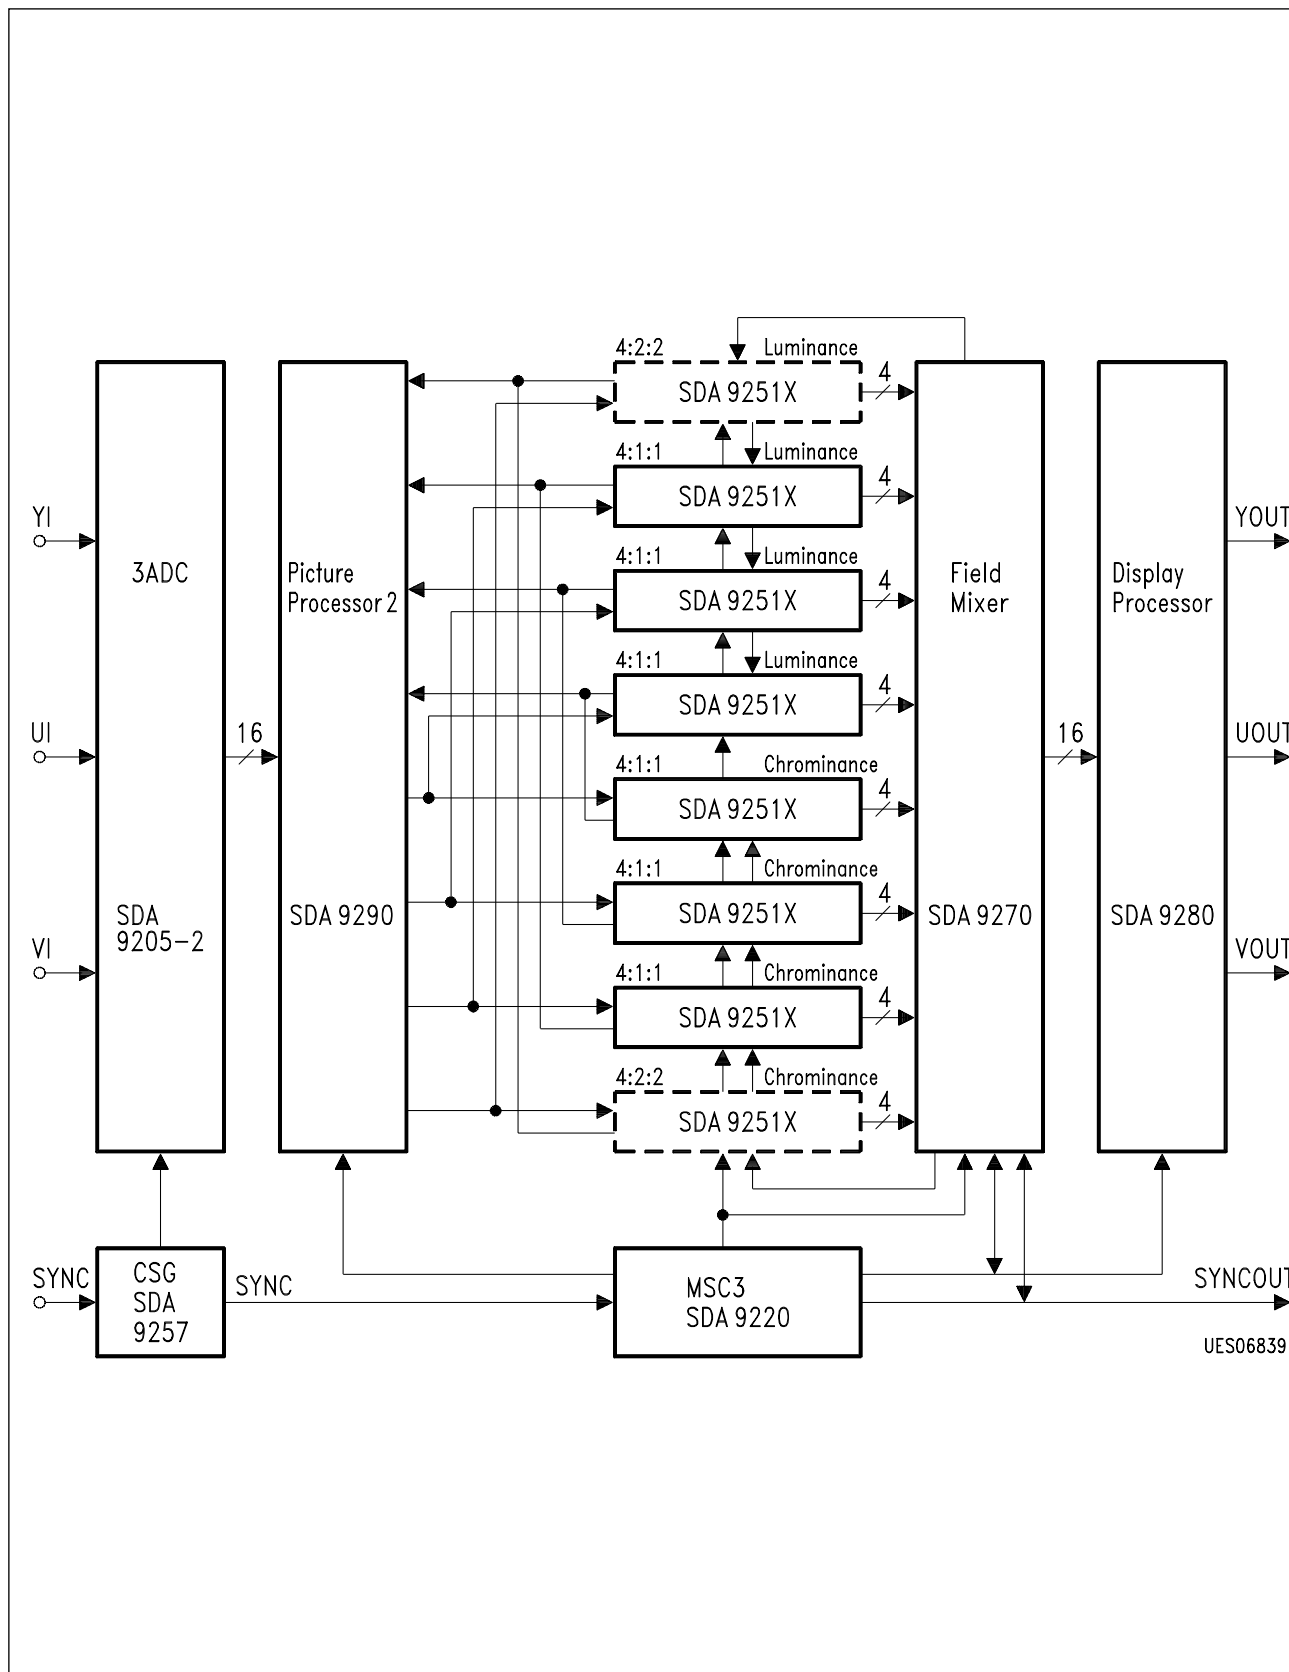 4:2:2 Luminance
SDA 9251X
4
4:1:1 Luminance
SDA 9251X
4
4:1:1 Luminance
SDA 9251X
4
4:1:1 Luminance
SDA 9251X
4
4:1:1 Chrominance
SDA 9251X
4
4:1:1 Chrominance
SDA 9251X
4
4:1:1 Chrominance
SDA 9251X
4
4:2:2 Chrominance
SDA 9251X
4
YI
UI
VI
3ADC
SDA
9205-2
16
Picture
Processor 2
SDA 9290
Field
Mixer
SDA 9270
16
Display
Processor
SDA 9280
YOUT
UOUT
VOUT
SYNC
CSG
SDA
9257
SYNC
MSC3
SDA 9220
SYNCOUT
UES06839